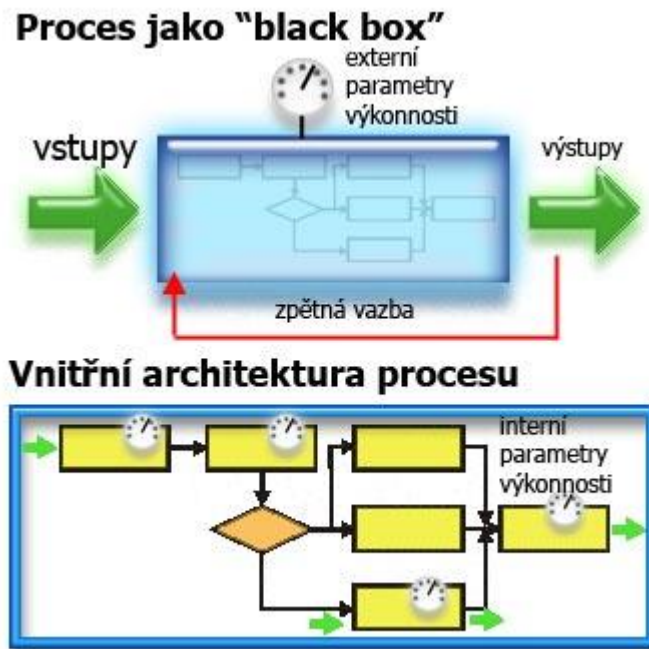 Proces jako “black box”
externí
parametry
výkonnosti
vstupy
výstupy
zpětná vazba
Vnitřní architektura procesu
interní
parametry
výkonnosti